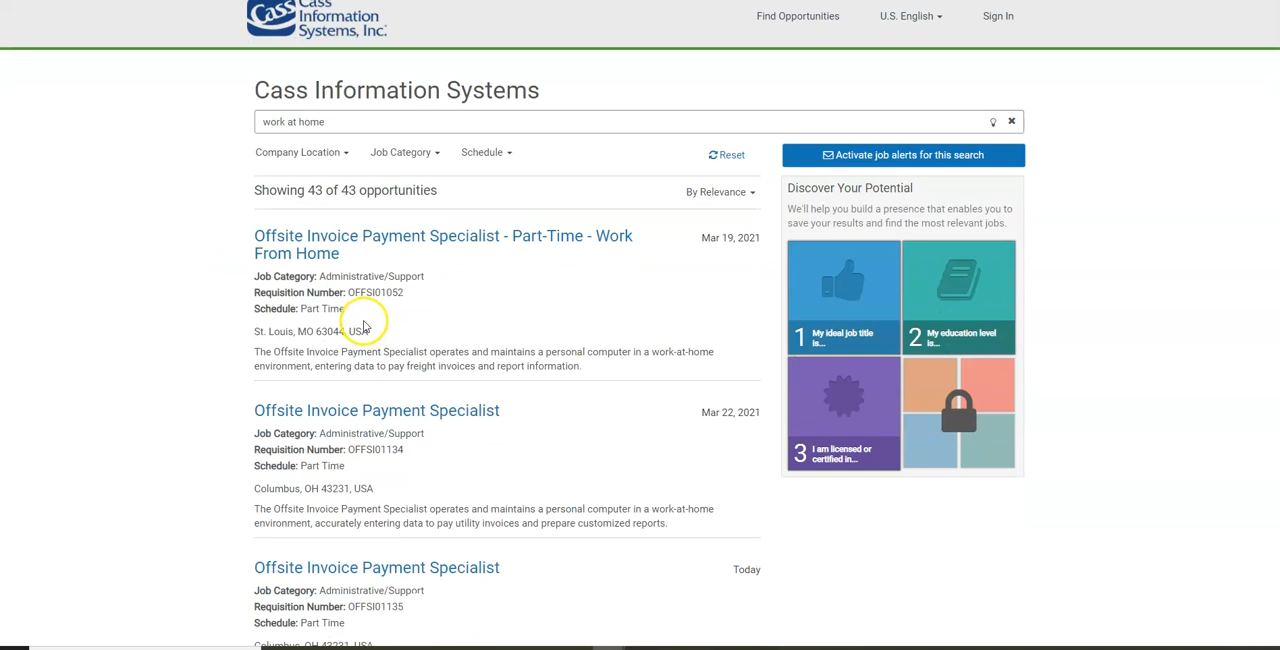 Cass
Cass
Information
Systems, Inc.
Find Opportunities
U.S. English
Sign In
Cass Information Systems
work at home
Company Location
Job Category
Schedule
Reset
Activate job alerts for this search
Showing 43 of 43 opportunities
By Relevance
Discover Your Potential
We'll help you build a presence that enables you to
save your results and find the most relevant jobs.
Offsite Invoice Payment Specialist - Part-Time - Work
From Home
Mar 19, 2021
Job Category: Administrative/Support
Requisition Number: OFFSI01052
Schedule: Part Time
St. Louis, MO 63044, USA
The Offsite Invoice Payment Specialist operates and maintains a personal computer in a work-at-home
environment, entering data to pay freight invoices and report information.
1 My ideal job title
is...
2 My education level
is...
3 I am licensed or
certified in...
Offsite Invoice Payment Specialist
Mar 22, 2021
Job Category: Administrative/Support
Requisition Number: OFFSI01134
Schedule: Part Time
Columbus, OH 43231, USA
The Offsite Invoice Payment Specialist operates and maintains a personal computer in a work-at-home
environment, accurately entering data to pay utility invoices and prepare customized reports.
Offsite Invoice Payment Specialist
Today
Job Category: Administrative/Support
Requisition Number: OFFSI01135
Schedule: Part Time
Columbus, OH 43231, USA